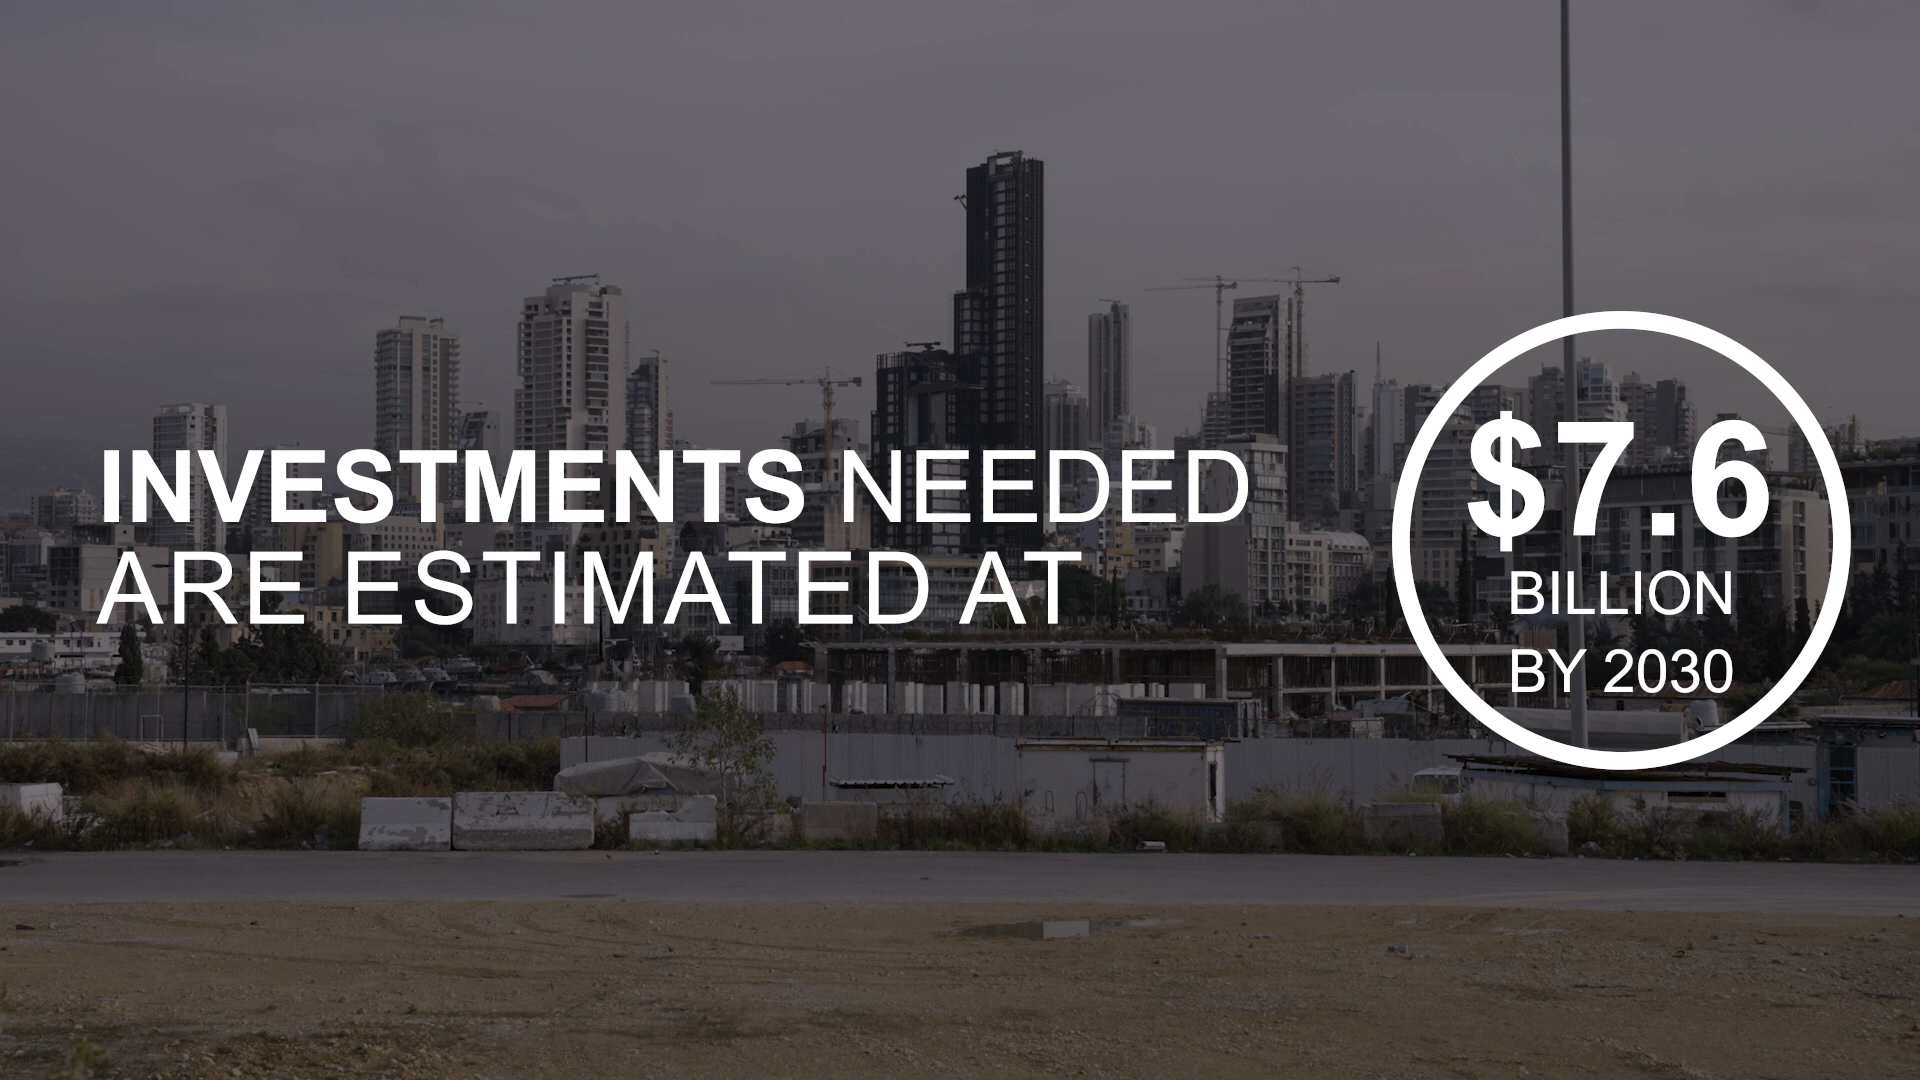 INVESTMENTS NEEDED
ARE ESTIMATED AT
$7.6
BILLION
BY 2030